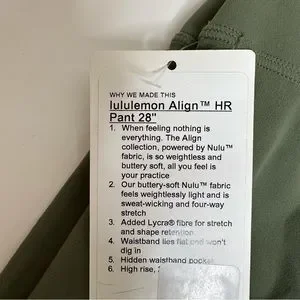 WHY WE MADE THIS
lululemon Align™ HR
Pant 28"
1. When feeling nothing is
everything. The Align
collection, powered by Nulu™
fabric, is so weightless and
buttery soft, all you feel is
your practice
2. Our buttery-soft Nulu™ fabric
feels weightlessly light and is
sweat-wicking and four-way
stretch
3. Added Lycra® fibre for stretch
and shape retention
4. Waistband lies flat and won't
dig in
5. Hidden waistband pocket
6. High rise,